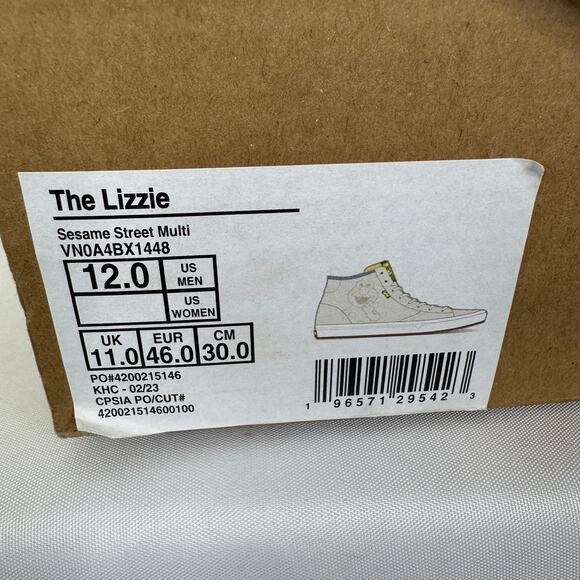 The Lizzie
Sesame Street Multi
VN0A4BX1448
12.0 US MEN
US WOMEN
UK EUR CM
11.0 46.0 30.0
PO#4200215146
KHC - 02/23
CPSIA PO/CUT#
420021514600100
1 96571 29542 3